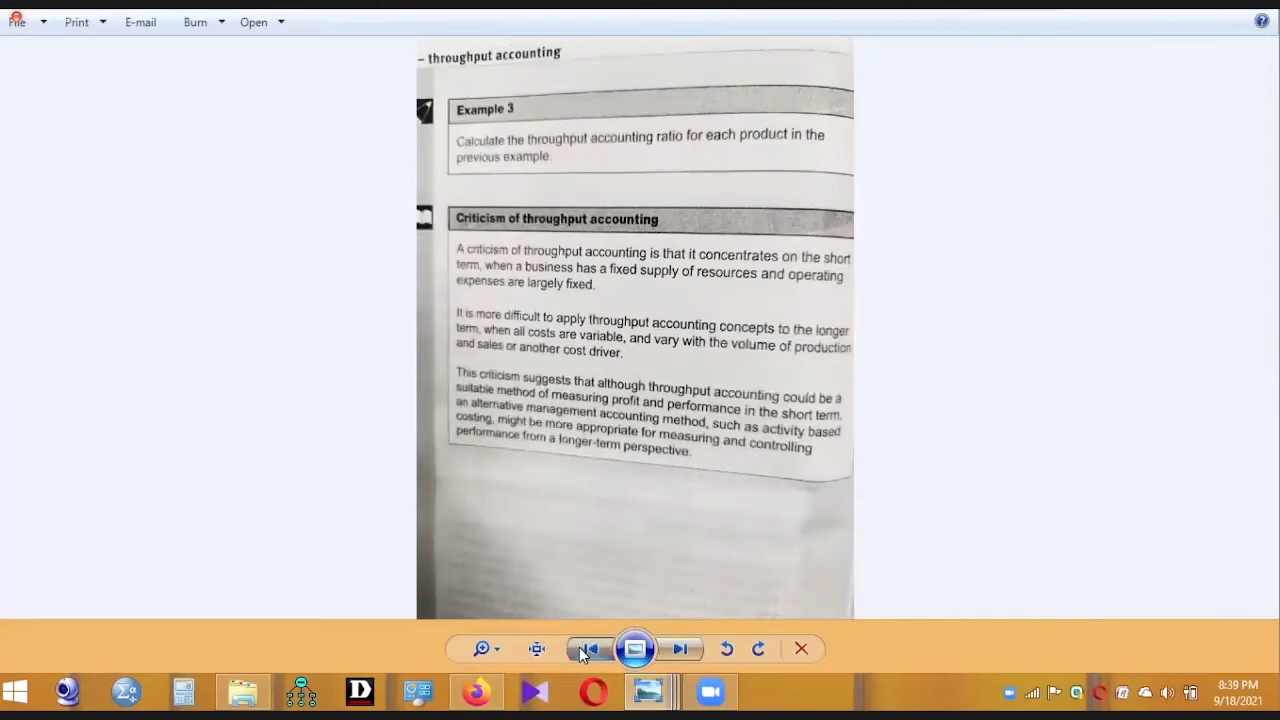 File Print E-mail Burn Open
– throughput accounting
Example 3
Calculate the throughput accounting ratio for each product in the
previous example.
Criticism of throughput accounting
A criticism of throughput accounting is that it concentrates on the short
term, when a business has a fixed supply of resources and operating
expenses are largely fixed.
It is more difficult to apply throughput accounting concepts to the longer
term, when all costs are variable, and vary with the volume of production
and sales or another cost driver.
This criticism suggests that although throughput accounting could be a
suitable method of measuring profit and performance in the short term,
an alternative management accounting method, such as activity based
costing, might be more appropriate for measuring and controlling
performance from a longer-term perspective.
Σα
D
8:39 PM
9/18/2021